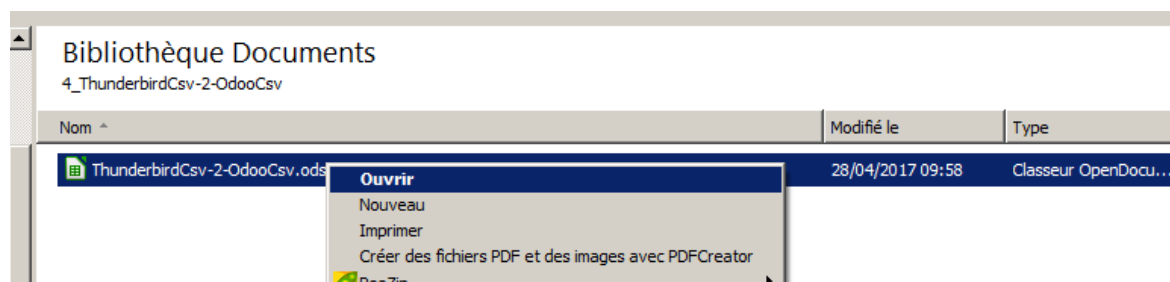 Bibliothèque Documents
4_ThunderbirdCsv-2-OdooCsv
Nom Modifié le Type
ThunderbirdCsv-2-OdooCsv.ods 28/04/2017 09:58 Classeur OpenDocu...
Ouvrir
Nouveau
Imprimer
Créer des fichiers PDF et des images avec PDFCreator